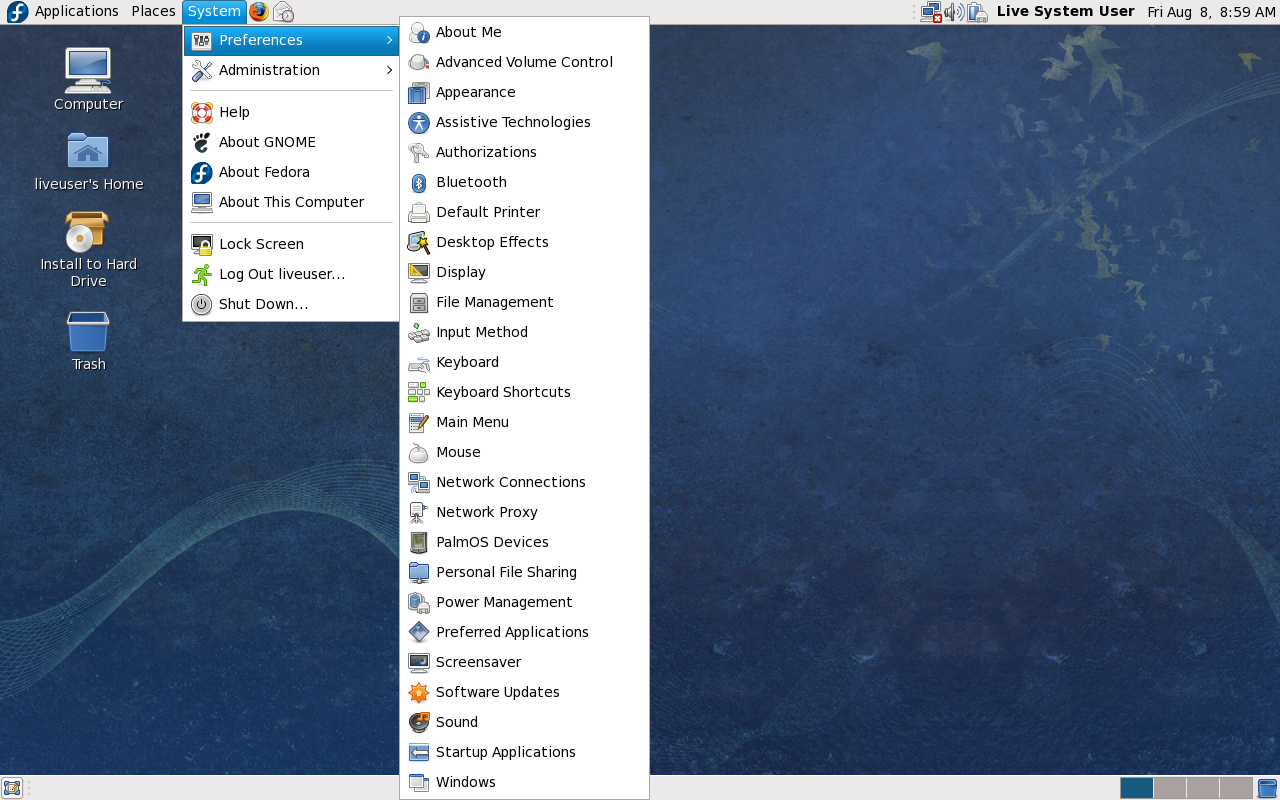 Applications Places System
Live System User Fri Aug 8, 8:59 AM
Computer
liveuser's Home
Install to Hard
Drive
Trash
Preferences
Administration
Help
About GNOME
About Fedora
About This Computer
Lock Screen
Log Out liveuser...
Shut Down...
About Me
Advanced Volume Control
Appearance
Assistive Technologies
Authorizations
Bluetooth
Default Printer
Desktop Effects
Display
File Management
Input Method
Keyboard
Keyboard Shortcuts
Main Menu
Mouse
Network Connections
Network Proxy
PalmOS Devices
Personal File Sharing
Power Management
Preferred Applications
Screensaver
Software Updates
Sound
Startup Applications
Windows